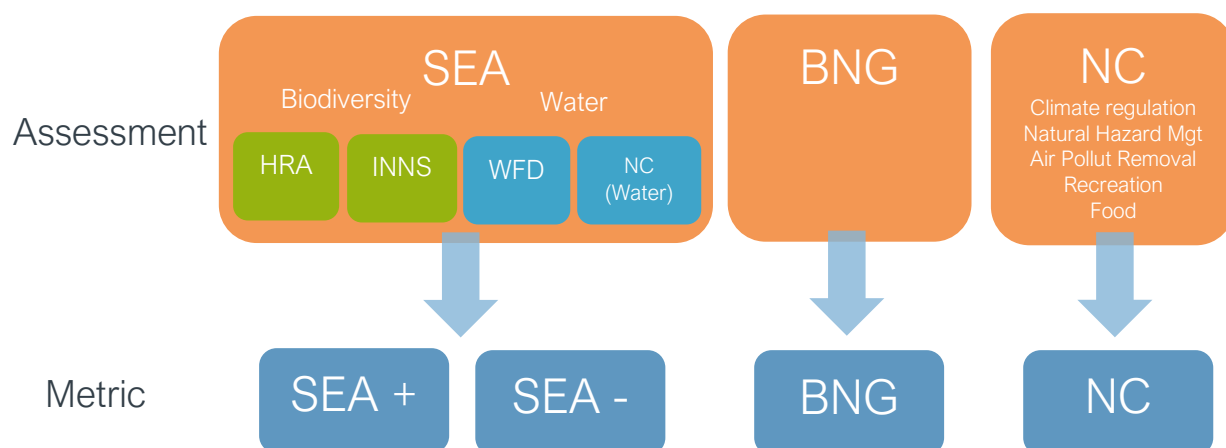 SEA
Biodiversity
Water
HRA
INNS
WFD
NC
(Water)
BNG
NC
Climate regulation
Natural Hazard Mgt
Air Pollut Removal
Recreation
Food
Assessment
Metric
SEA +
SEA -
BNG
NC